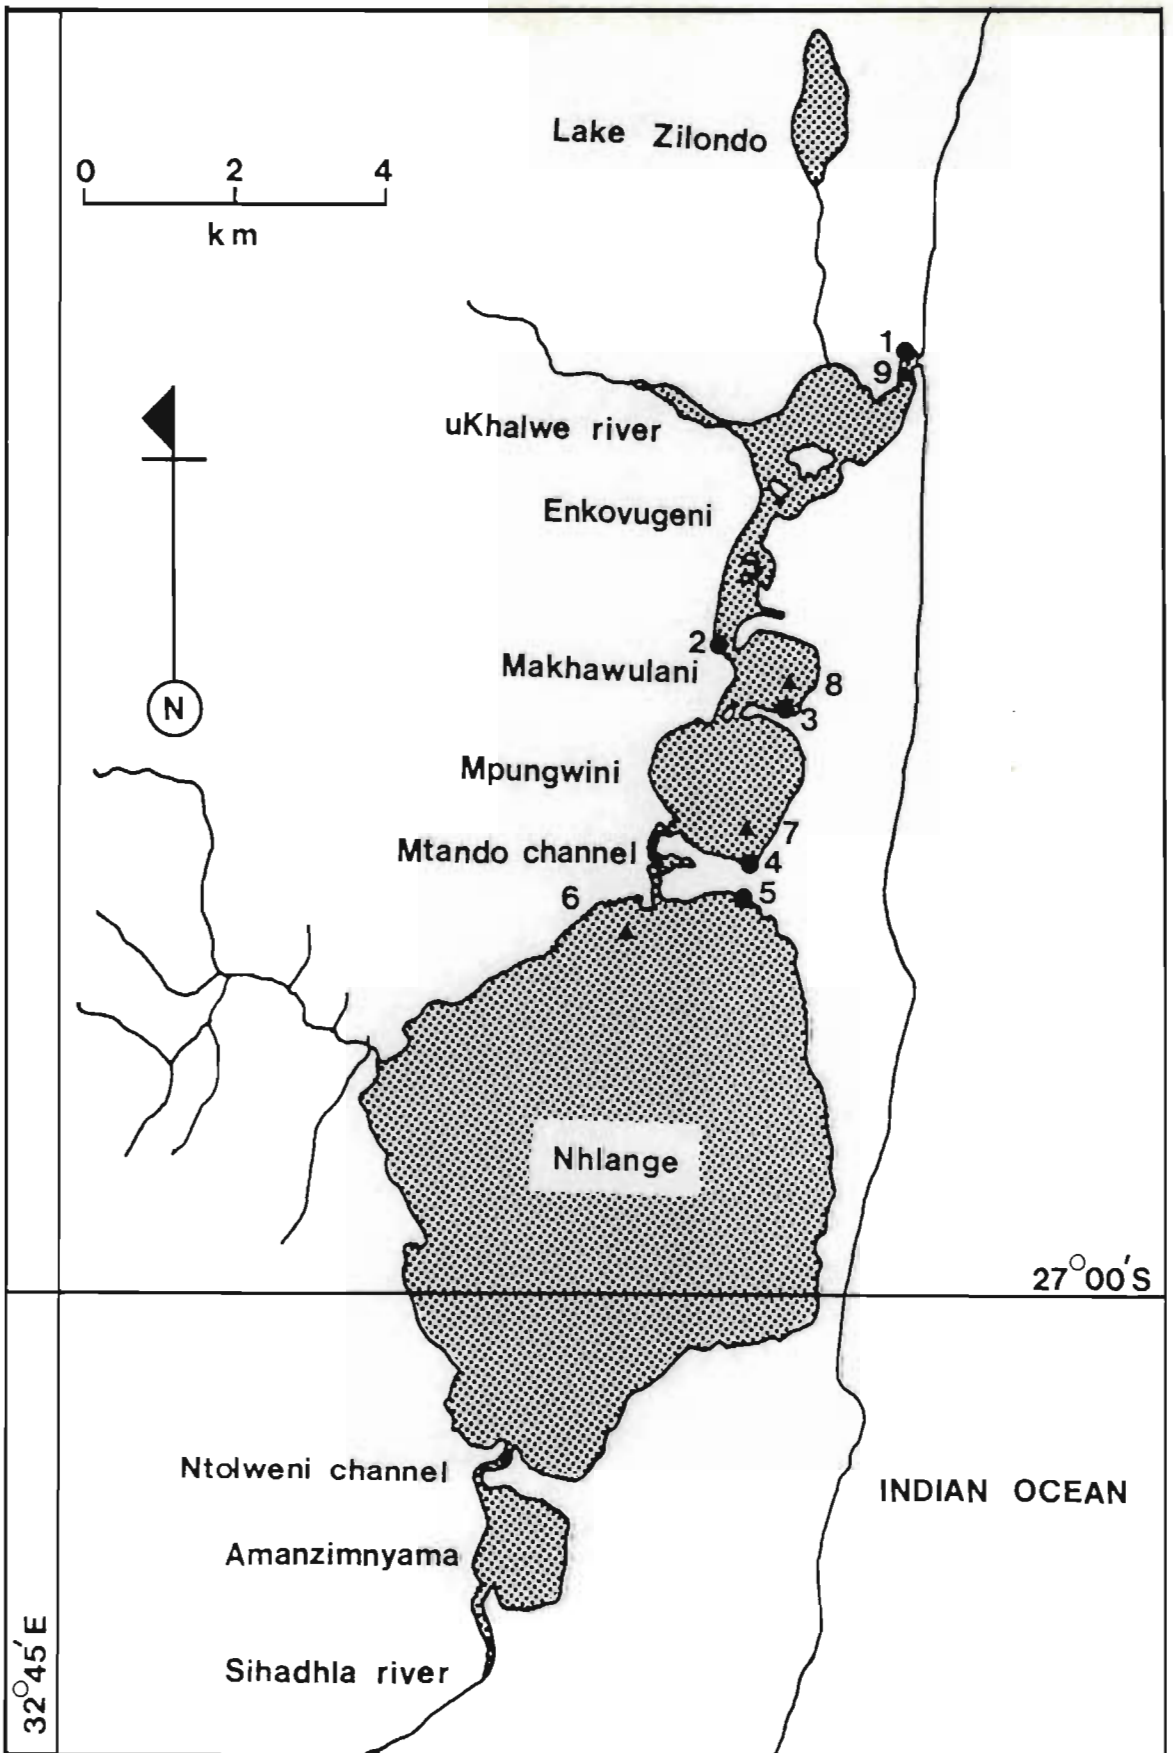 Lake Zilondo
0 2 4
km
1
9
uKhalwe river
Enkovugeni
2
Makhawulani
8
3
N
Mpungwini
7
Mtando channel
4
6
5
Nhlange
27°00'S
Ntolweni channel
INDIAN OCEAN
Amanzimnyama
Sihadhla river
32°45'E